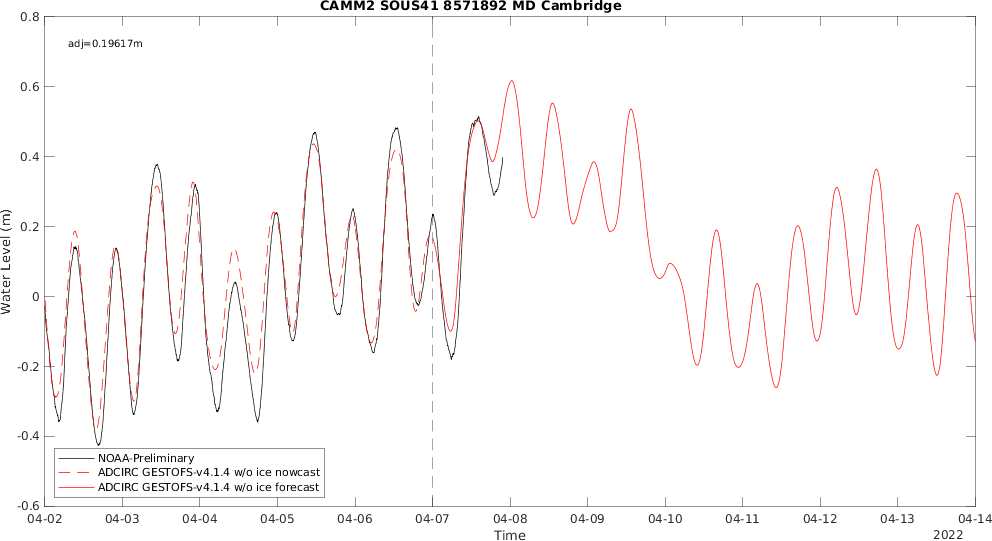 CAMM2 SOUS41 8571892 MD Cambridge
adj=0.19617m
0.8
0.6
0.4
0.2
0
-0.2
-0.4
-0.6
Water Level (m)
NOAA-Preliminary
ADCIRC GESTOFS-v4.1.4 w/o ice nowcast
ADCIRC GESTOFS-v4.1.4 w/o ice forecast
04-02 04-03 04-04 04-05 04-06 04-07 04-08 04-09 04-10 04-11 04-12 04-13 04-14
Time
2022